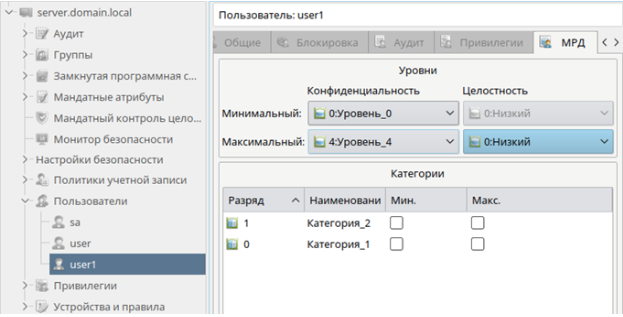 server.domain.local
Аудит
Группы
Замкнутая программная с...
Мандатные атрибуты
Мандатный контроль цело...
Монитор безопасности
Настройки безопасности
Политики учетной записи
Пользователи
sa
user
user1
Привилегии
Устройства и правила
Пользователь: user1
Общие Блокировка Аудит Привилегии МРД
Уровни
Конфиденциальность Целостность
Минимальный: 0:Уровень_0 0:Низкий
Максимальный: 4:Уровень_4 0:Низкий
Категории
Разряд Наименовани Мин. Макс.
1 Категория_2
0 Категория_1